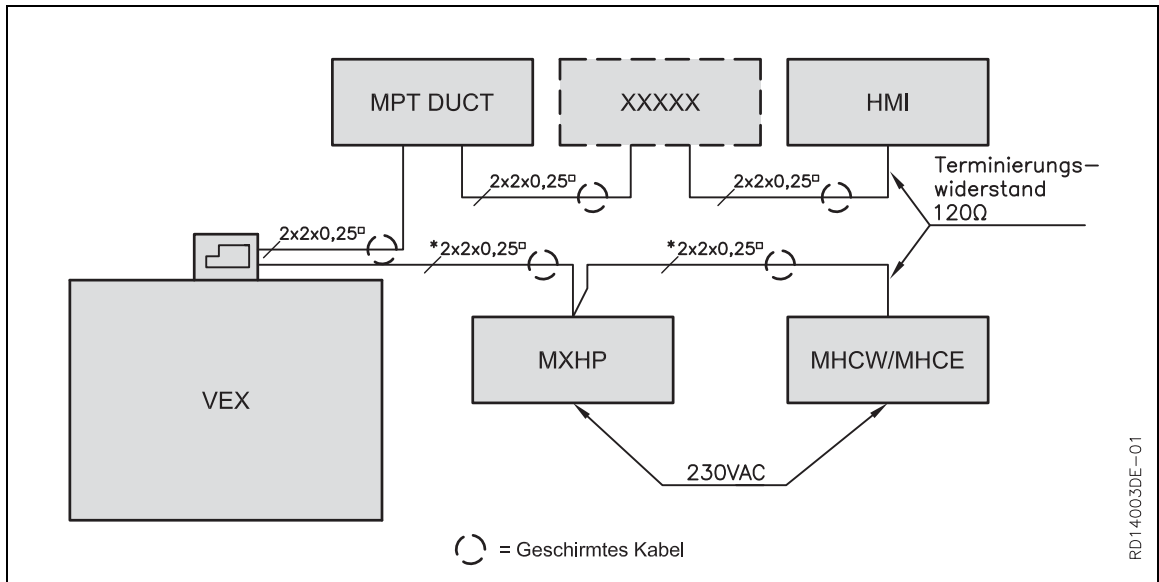 MPT DUCT
XXXXX
HMI
Terminierungs-
widerstand
120Ω
2x2x0,25¤
2x2x0,25¤
2x2x0,25¤
*2x2x0,25¤
*2x2x0,25¤
MXHP
MHCW/MHCE
VEX
230VAC
= Geschirmtes Kabel
RD14003DE-01